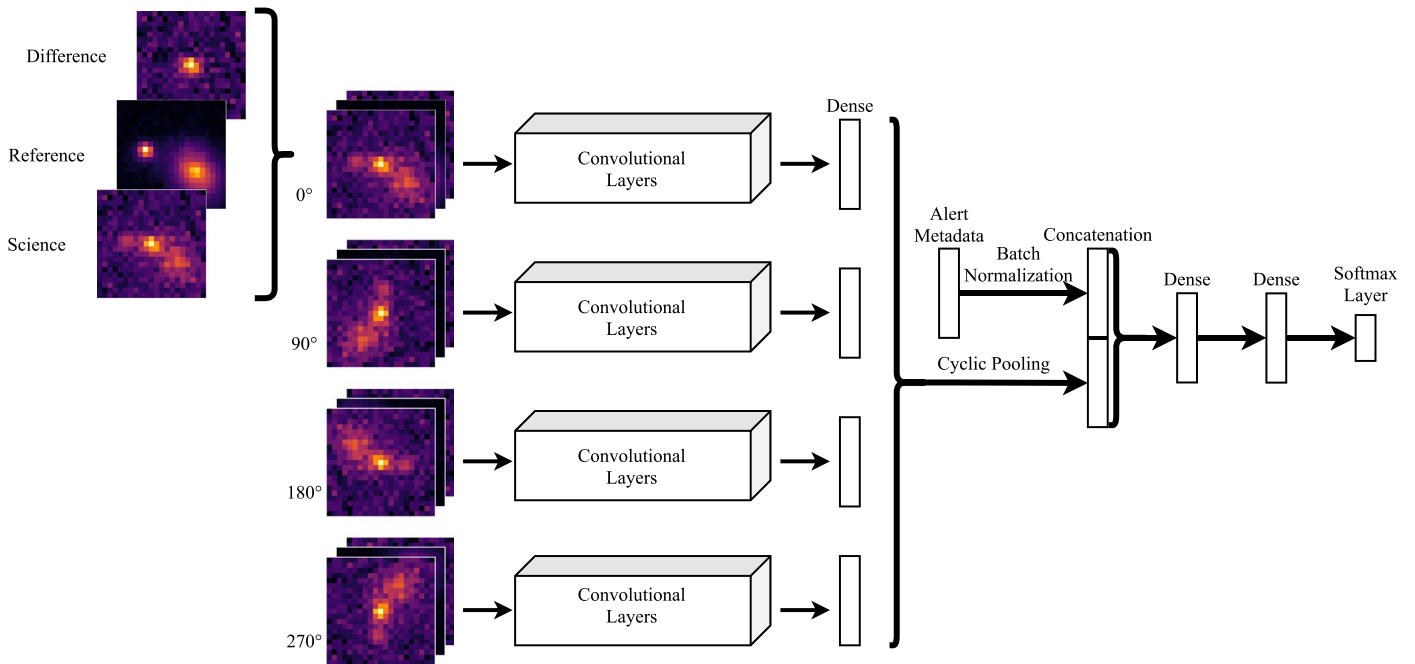 Difference
Reference
Science
0°
90°
180°
270°
Convolutional
Layers
Convolutional
Layers
Convolutional
Layers
Convolutional
Layers
Dense
Alert
Metadata
Batch
Normalization
Cyclic Pooling
Concatenation
Dense
Dense
Softmax
Layer